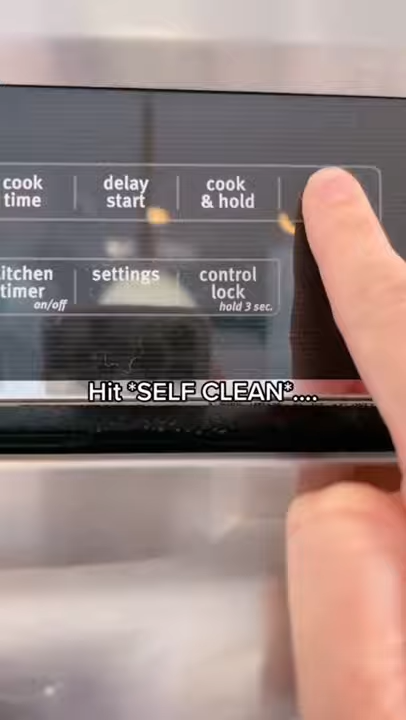 cook
time
delay
start
cook
& hold
itchen
timer
on/off
settings
control
lock
hold 3 sec.
Hit *SELF CLEAN*....